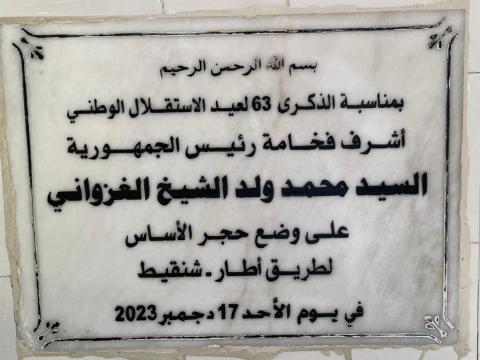 بسم الله الرحمن الرحيم
بمناسبة الذكرى 63 لعيد الاستقلال الوطني
أشرف فخامة رئيس الجمهورية
السيد محمد ولد الشيخ الغزواني
على وضع حجر الأساس
لطريق أطار - شنقيط
في يوم الأحد 17 دجمبر 2023